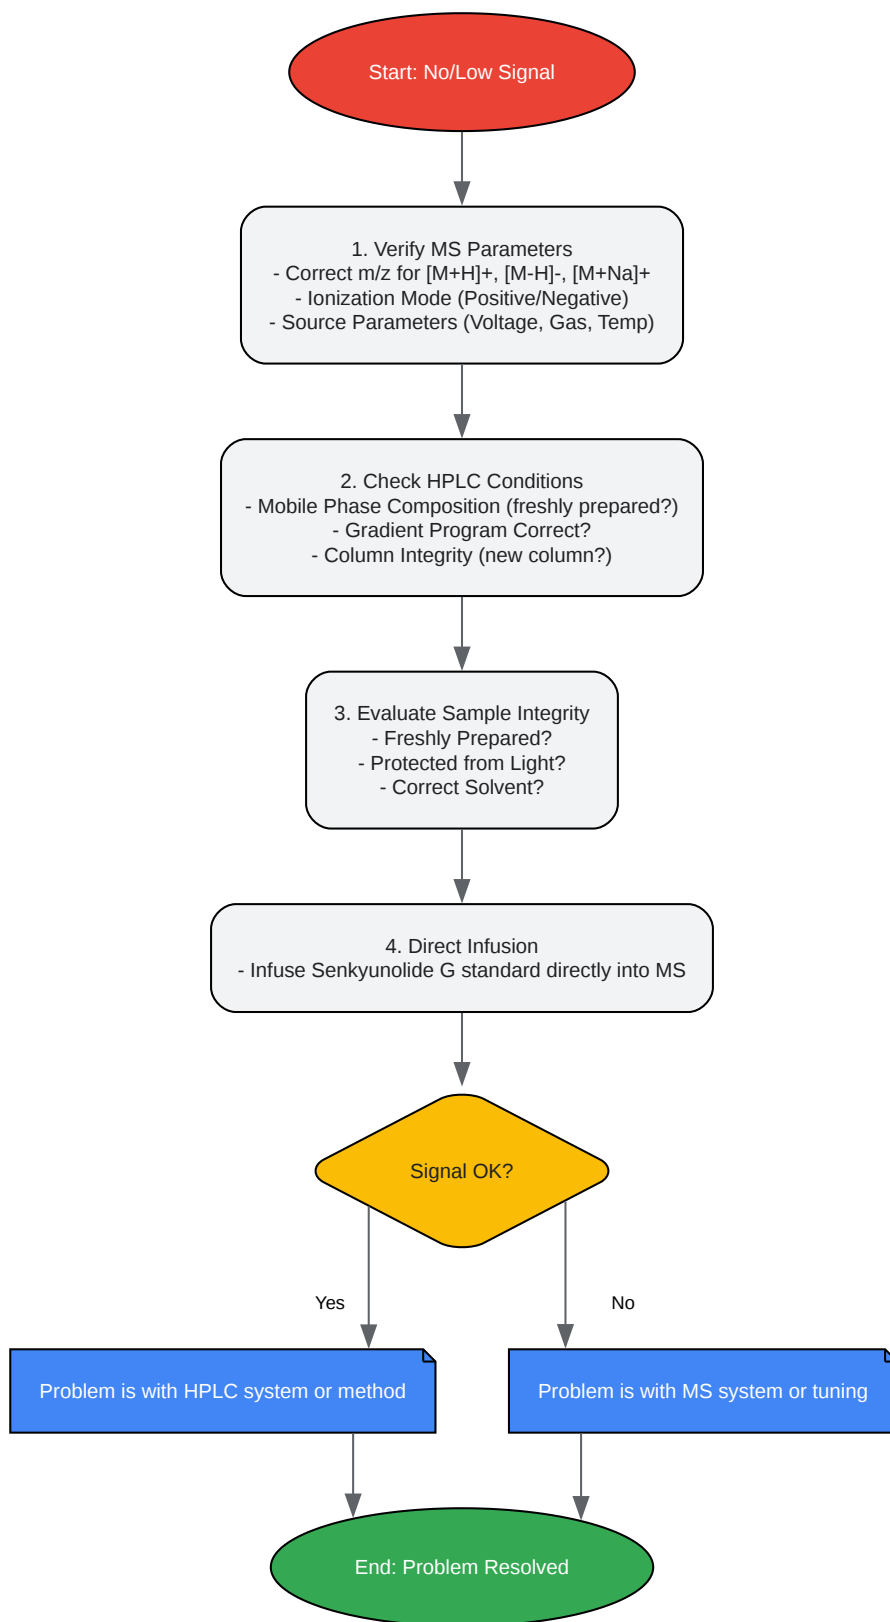 Start: No/Low Signal
1. Verify MS Parameters
- Correct m/z for [M+H]+, [M-H]-, [M+Na]+
- Ionization Mode (Positive/Negative)
- Source Parameters (Voltage, Gas, Temp)
2. Check HPLC Conditions
- Mobile Phase Composition (freshly prepared?)
- Gradient Program Correct?
- Column Integrity (new column?)
3. Evaluate Sample Integrity
- Freshly Prepared?
- Protected from Light?
- Correct Solvent?
4. Direct Infusion
- Infuse Senkyunolide G standard directly into MS
Signal OK?
Yes
No
Problem is with HPLC system or method
Problem is with MS system or tuning
End: Problem Resolved